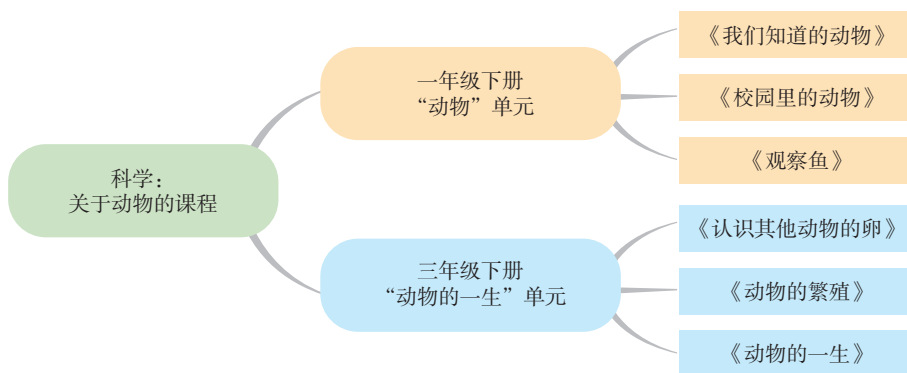 科学：
关于动物的课程
一年级下册
“动物”单元
《我们知道的动物》
《校园里的动物》
《观察鱼》
三年级下册
“动物的一生”单元
《认识其他动物的卵》
《动物的繁殖》
《动物的一生》